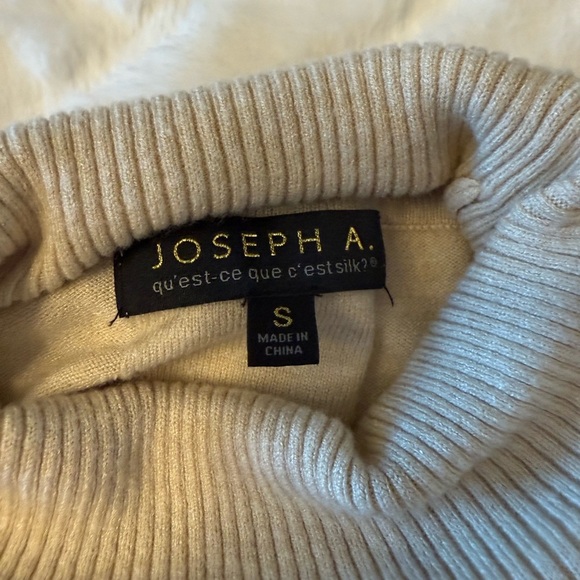 JOSEPH A.
qu'est-ce que c'est silk?®
S
MADE IN
CHINA